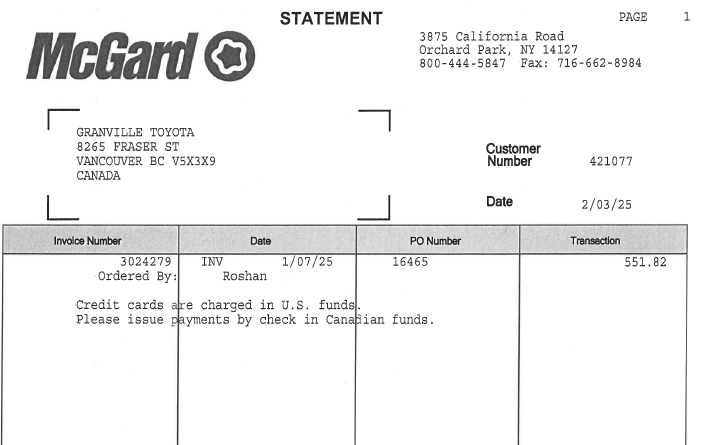 STATEMENT
PAGE 1
McGard
3875 California Road
Orchard Park, NY 14127
800-444-5847 Fax: 716-662-8984
GRANVILLE TOYOTA
8265 FRASER ST
VANCOUVER BC V5X3X9
CANADA
Customer
Number 421077
Date 2/03/25
Invoice Number Date PO Number Transaction
3024279 INV 1/07/25 16465 551.82
Ordered By: Roshan
Credit cards are charged in U.S. funds.
Please issue payments by check in Canadian funds.